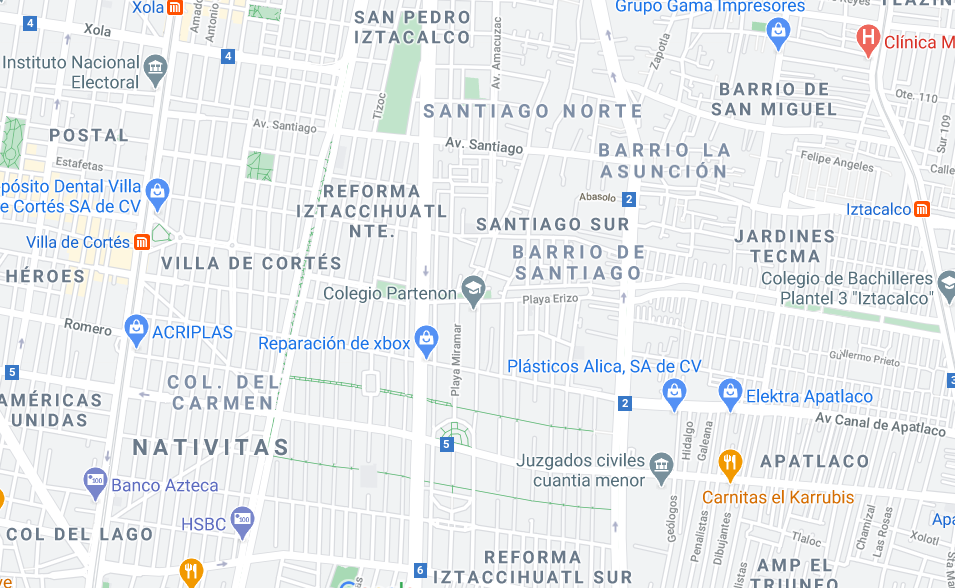 Xola
SAN PEDRO
IZTACALCO
Grupo Gama Impresores
4
Xola
4
Amado
Antonio
Av. Amacuzac
Zapotla
Clínica M
Instituto Nacional
Electoral
Tizoc
BARRIO DE
SAN MIGUEL
Ote. 110
Sur 109
SANTIAGO NORTE
POSTAL
Av. Santiago
Av. Santiago
Estafetas
BARRIO LA
ASUNCIÓN
Felipe Angeles
Calle
pósito Dental Villa
e Cortés SA de CV
REFORMA
IZTACCIHUATL
NTE.
Abasolo
2
Iztacalco
SANTIAGO SUR
Villa de Cortés
JARDINES
TECMA
BARRIO DE
SANTIAGO
VILLA DE CORTÉS
HÉROES
Colegio Partenon
Playa Erizo
Colegio de Bachilleres
Plantel 3 "Iztacalco"
Romero
ACRIPLAS
Reparación de xbox
Playa Miramar
Guillermo Prieto
Plásticos Alica, SA de CV
5
COL. DEL
CARMEN
AMÉRICAS
UNIDAS
2
3
Elektra Apatlaco
Av Canal de Apatlaco
NATIVITAS
5
Hidalgo
Galeana
Juzgados civiles
cuantia menor
APATLACO
Banco Azteca
Carnitas el Karrubis
HSBC
Geólogos
Penalistas
Dibujantes
Chamizal
Las Rosas
Apa
COL DEL LAGO
Tlaloc
Xolotl
REFORMA
IZTACCIHUATL SUR
6
AMP EL
TRIUNFO